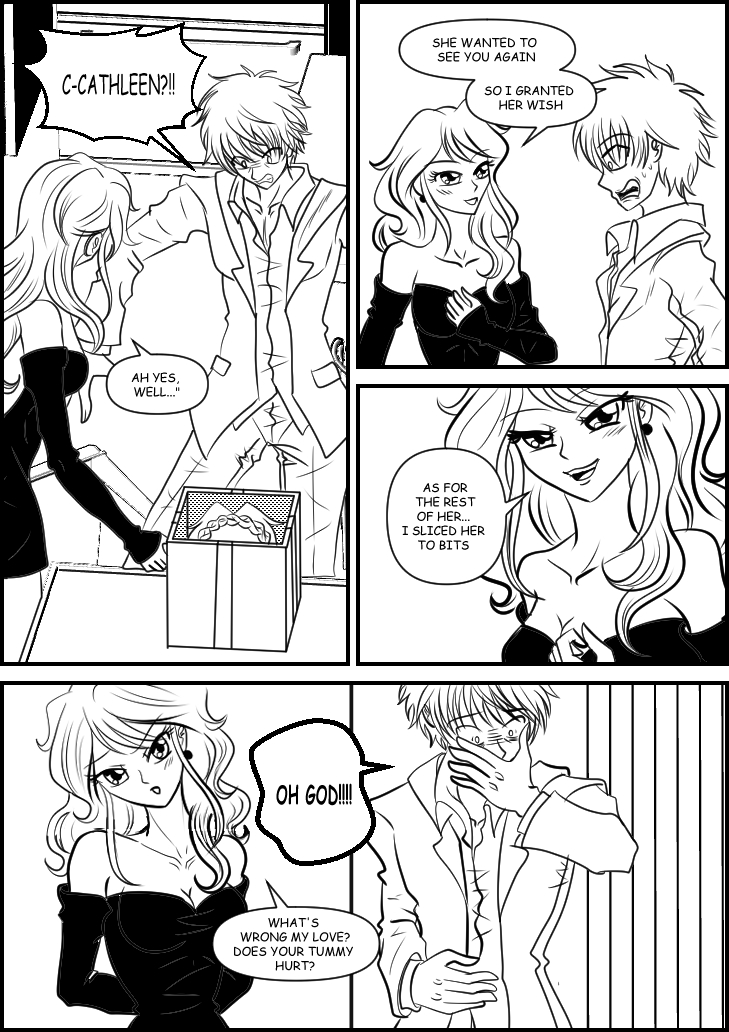 C-CATHLEEN?!!
AH YES,
WELL..."
SHE WANTED TO
SEE YOU AGAIN
SO I GRANTED
HER WISH
AS FOR
THE REST
OF HER...
I SLICED HER
TO BITS
OH GOD!!!!
WHAT'S
WRONG MY LOVE?
DOES YOUR TUMMY
HURT?